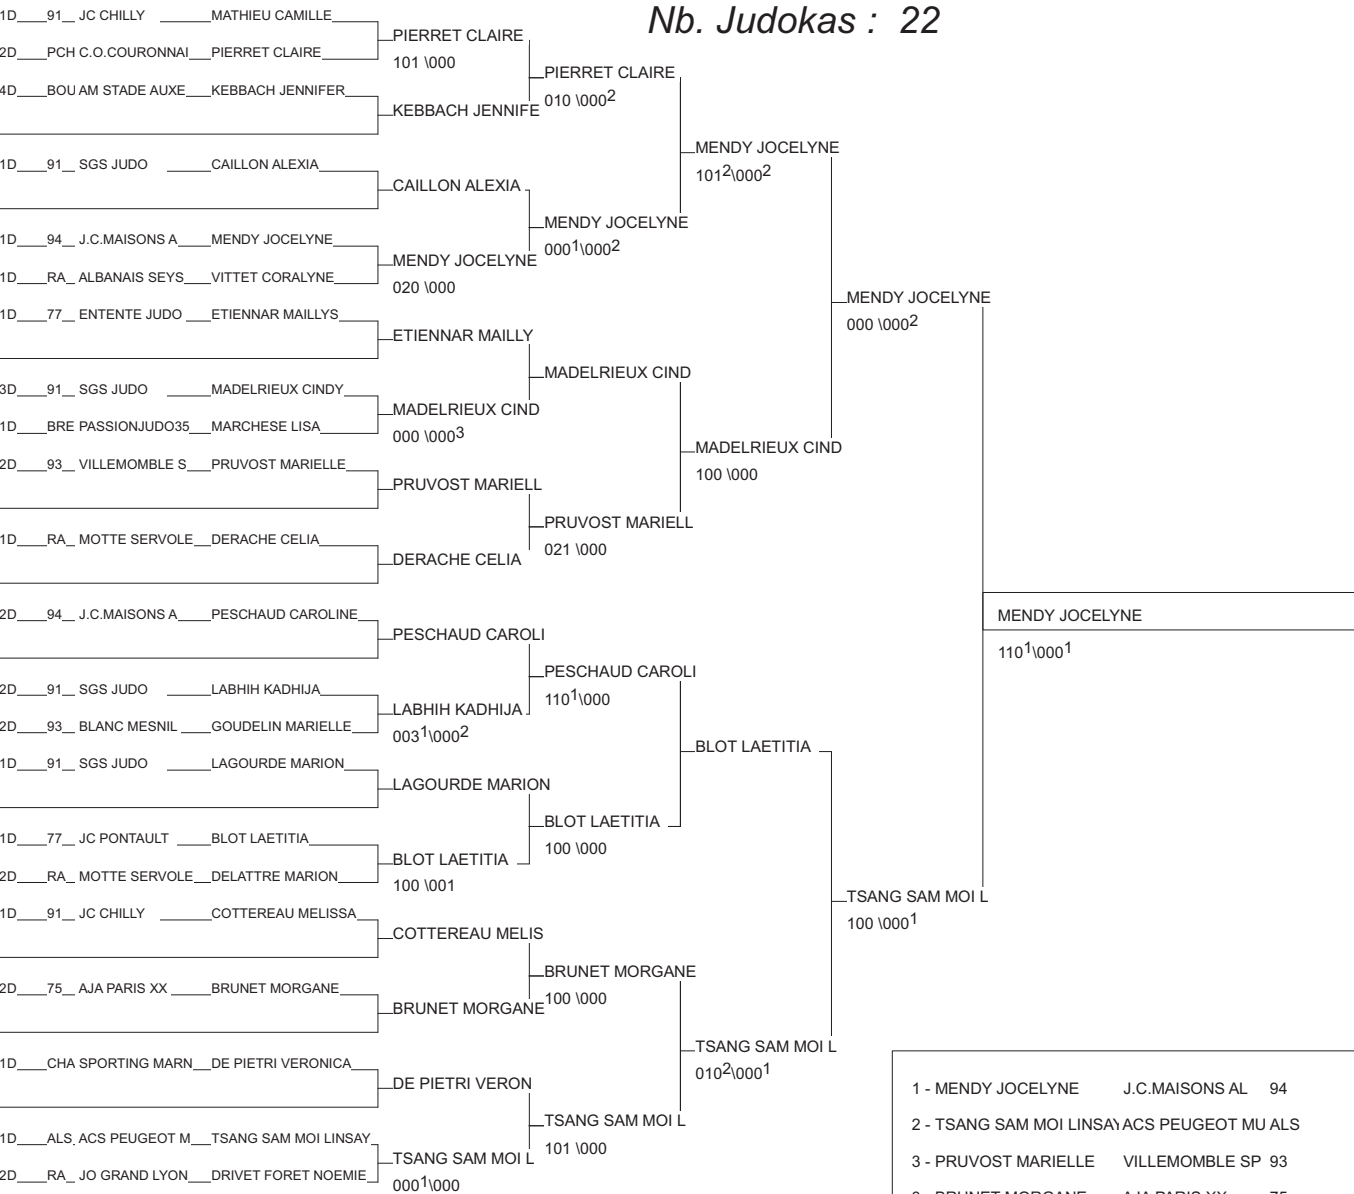 Nb. Judokas : 22
1D 91 JC CHILLY MATHIEU CAMILLE
2D PCH C.O.COURONNAI PIERRET CLAIRE
4D BOU AM STADE AUXE KEBBACH JENNIFER
1D 91 SGS JUDO CAILLON ALEXIA
1D 94 J.C.MAISONS A MENDY JOCELYNE
1D RA ALBANAIS SEYS VITTET CORALYNE
1D 77 ENTENTE JUDO ETIENNAR MAILLYS
3D 91 SGS JUDO MADELRIEUX CINDY
1D BRE PASSIONJUDO35 MARCHESE LISA
2D 93 VILLEMOMBLE S PRUVOST MARIELLE
1D RA MOTTE SERVOLE DERACHE CELIA
2D 94 J.C.MAISONS A PESCHAUD CAROLINE
2D 91 SGS JUDO LABHIH KADHIJA
2D 93 BLANC MESNIL GOUDELIN MARIELLE
1D 91 SGS JUDO LAGOURDE MARION
1D 77 JC PONTAULT BLOT LAETITIA
2D RA MOTTE SERVOLE DELATTRE MARION
1D 91 JC CHILLY COTTEREAU MELISSA
2D 75 AJA PARIS XX BRUNET MORGANE
1D CHA SPORTING MARN DE PIETRI VERONICA
1D ALS ACS PEUGEOT M TSANG SAM MOI LINSAY
2D RA JO GRAND LYON DRIVET FORET NOEMIE
PIERRET CLAIRE
101 \000
KEBBACH JENNIFE
CAILLON ALEXIA
MENDY JOCELYNE
020 \000
ETIENNAR MAILLY
MADELRIEUX CIND
000 \000³
PRUVOST MARIELL
DERACHE CELIA
PESCHAUD CAROLI
LABHIH KADHIJA
003¹\000²
LAGOURDE MARION
BLOT LAETITIA
100 \001
COTTEREAU MELIS
BRUNET MORGANE
DE PIETRI VERON
TSANG SAM MOI L
000¹\000
PIERRET CLAIRE
010 \000²
MENDY JOCELYNE
000¹\000²
MADELRIEUX CIND
PRUVOST MARIELL
021 \000
PESCHAUD CAROLI
110¹\000
BLOT LAETITIA
100 \000
BRUNET MORGANE
100 \000
TSANG SAM MOI L
101 \000
MENDY JOCELYNE
101²\000²
MADELRIEUX CIND
100 \000
BLOT LAETITIA
TSANG SAM MOI L
010²\000¹
MENDY JOCELYNE
000 \000²
TSANG SAM MOI L
100 \000¹
MENDY JOCELYNE
110¹\000¹
1 - MENDY JOCELYNE J.C.MAISONS AL 94
2 - TSANG SAM MOI LINSAY ACS PEUGEOT MU ALS
3 - PRUVOST MARIELLE VILLEMOMBLE SP 93